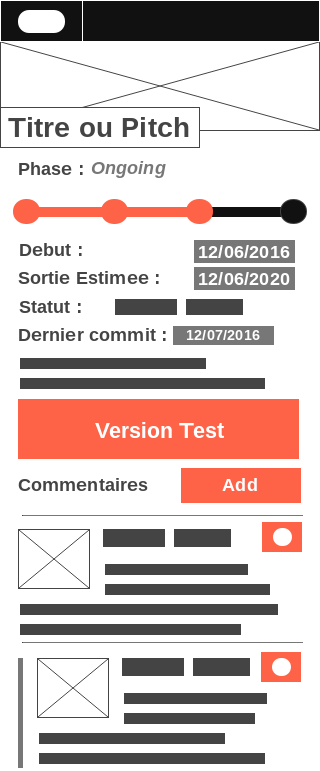 Titre ou Pitch
Phase : Ongoing
Debut : 12/06/2016
Sortie Estimee : 12/06/2020
Statut :
Dernier commit : 12/07/2016
Version Test
Commentaires Add